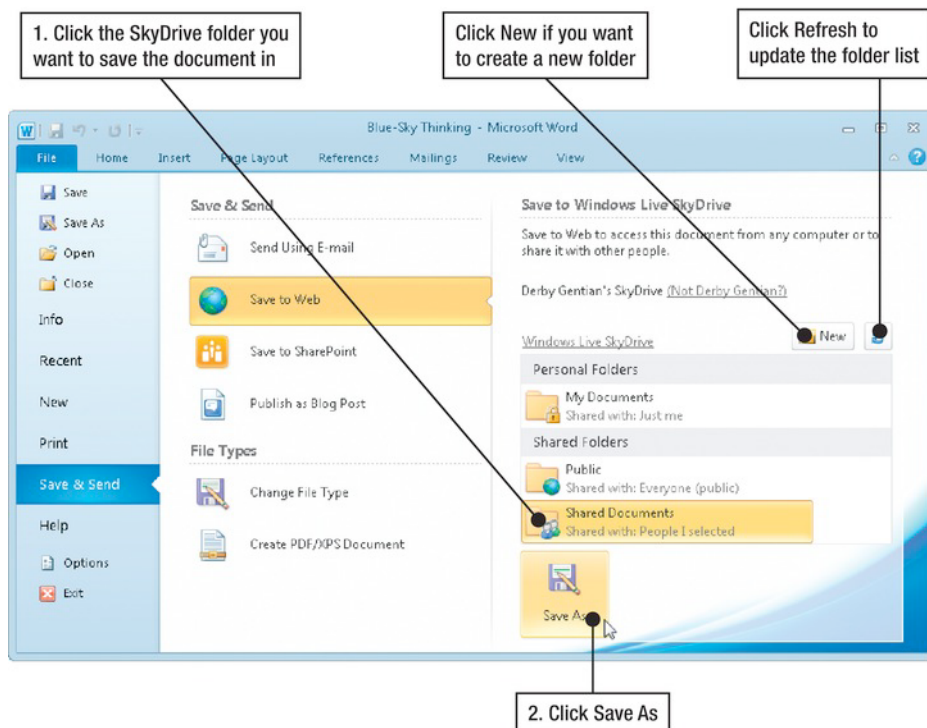 1. Click the SkyDrive folder you
want to save the document in
Click New if you want
to create a new folder
Click Refresh to
update the folder list
W
Blue-Sky Thinking - Microsoft Word
File
Home
Insert
Page Layout
References
Mailings
Review
View
Save
Save As
Open
Close
Info
Recent
New
Print
Save & Send
Help
Options
Exit
Save & Send
Send Using E-mail
Save to Web
Save to SharePoint
Publish as Blog Post
File Types
Change File Type
Create PDF/XPS Document
Save to Windows Live SkyDrive
Save to Web to access this document from any computer or to
share it with other people.
Derby Gentian's SkyDrive (Not Derby Gentian?)
Windows Live SkyDrive
New
Personal Folders
My Documents
Shared with: Just me
Shared Folders
Public
Shared with: Everyone (public)
Shared Documents
Shared with: People I selected
Save As
2. Click Save As